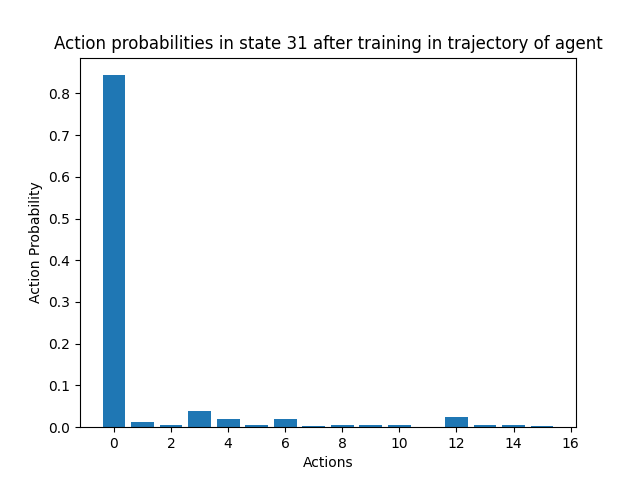 Action probabilities in state 31 after training in trajectory of agent
Action Probability
0.8
0.7
0.6
0.5
0.4
0.3
0.2
0.1
0.0
0 2 4 6 8 10 12 14 16
Actions